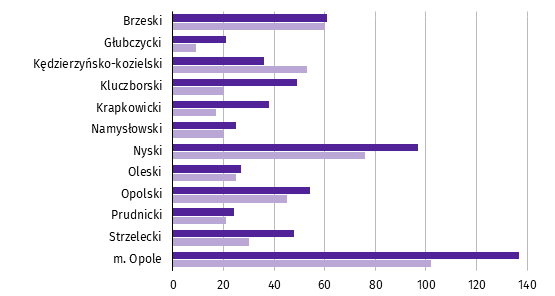 Brzeski
Głubczycki
Kędzierzyńsko-kozielski
Kluczborski
Krapkowicki
Namysłowski
Nyski
Oleski
Opolski
Prudnicki
Strzelecki
m. Opole
0 20 40 60 80 100 120 140